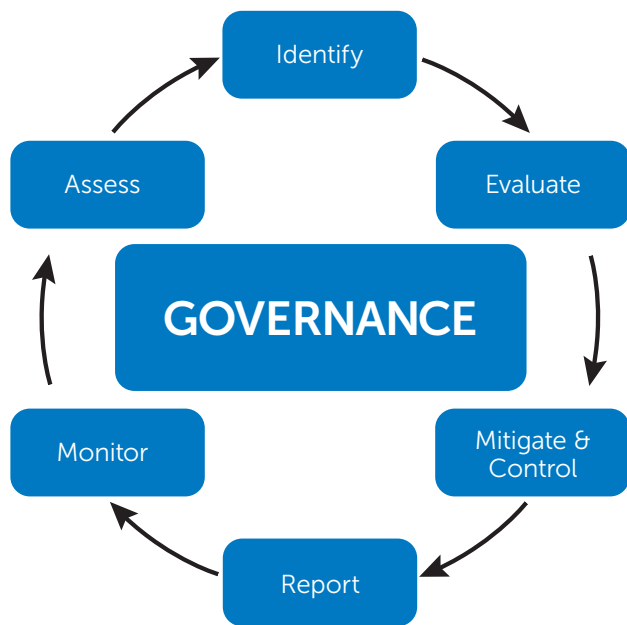 Identify
Evaluate
Mitigate &
Control
Report
Monitor
Assess
GOVERNANCE